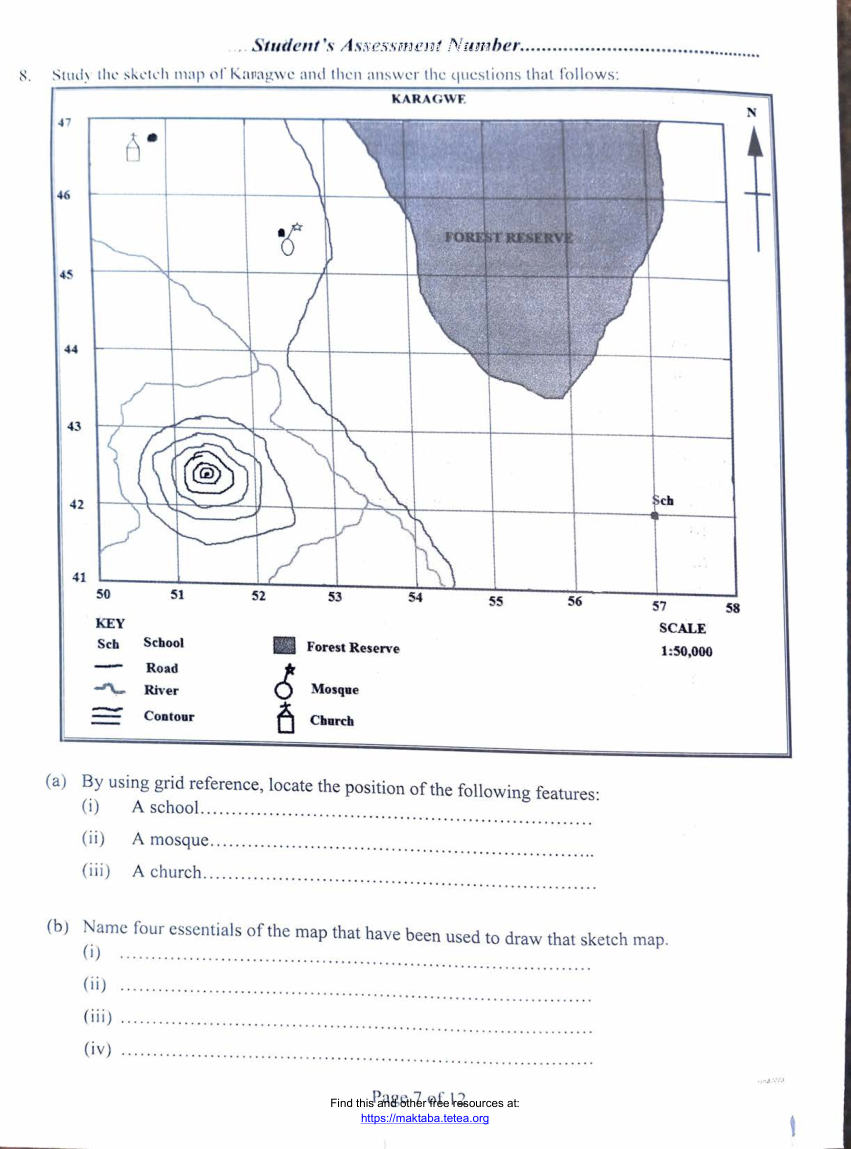 Student's Assessment Number..........................................
8. Study the sketch map of Karagwe and then answer the questions that follows:
KARAGWE
N
47
46
45
44
43
42
41
FOREST RESERVE
Sch
50 51 52 53 54 55 56 57 58
KEY
SCALE
1:50,000
Sch School
Road
River
Contour
Forest Reserve
Mosque
Church
(a) By using grid reference, locate the position of the following features:
(i) A school..........................................................
(ii) A mosque..........................................................
(iii) A church..........................................................
(b) Name four essentials of the map that have been used to draw that sketch map.
(i) ..........................................................
(ii) ..........................................................
(iii) ..........................................................
(iv) ..........................................................
Page 7 of 12
Find this and other free resources at:
https://maktaba.tetea.org